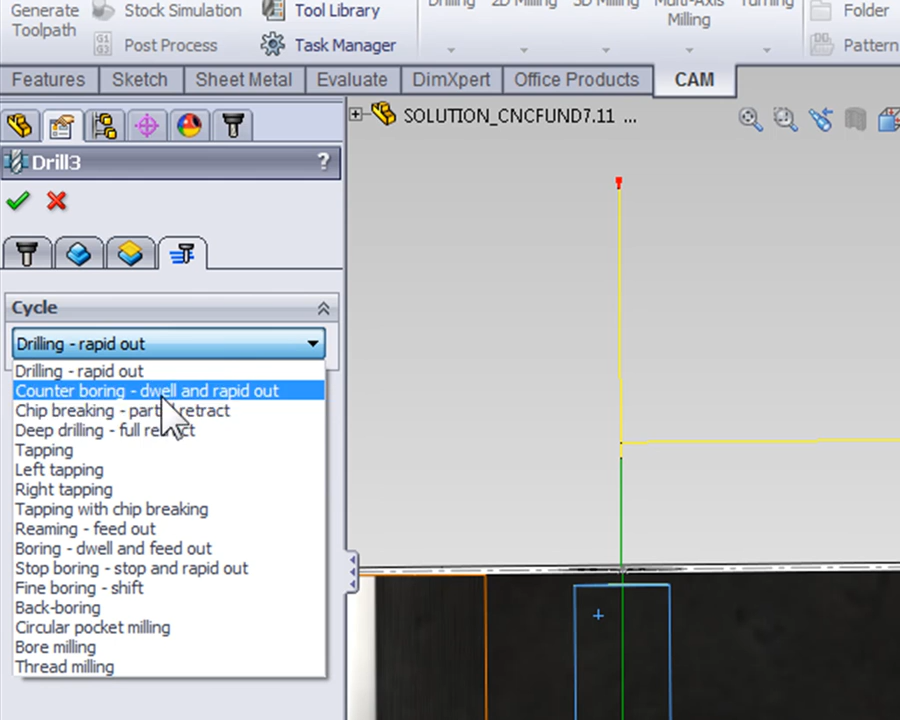 Generate Toolpath
Stock Simulation
Post Process
G1
G3
Tool Library
Task Manager
Drilling
2D Milling
3D Milling
Multi-Axis Milling
Turning
Folder
Pattern
Features
Sketch
Sheet Metal
Evaluate
DimXpert
Office Products
CAM
SOLUTION_CNCFUND7.11 ...
Drill3
?
Cycle
Drilling - rapid out
Drilling - rapid out
Counter boring - dwell and rapid out
Chip breaking - partial retract
Deep drilling - full retract
Tapping
Left tapping
Right tapping
Tapping with chip breaking
Reaming - feed out
Boring - dwell and feed out
Stop boring - stop and rapid out
Fine boring - shift
Back-boring
Circular pocket milling
Bore milling
Thread milling